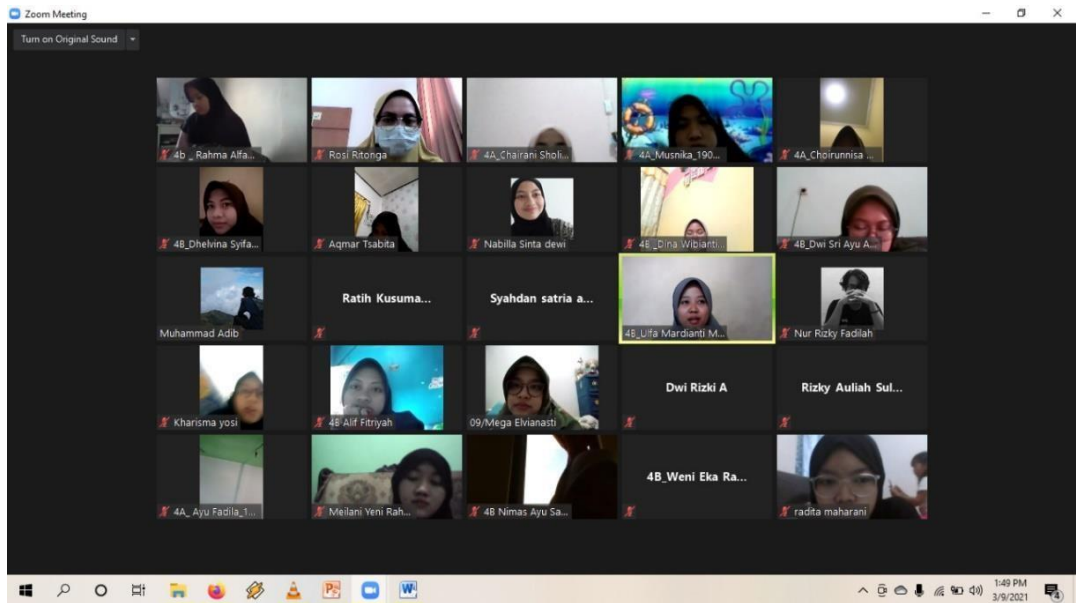 Zoom Meeting
Turn on Original Sound
4b _ Rahma Alfa...
Rosi Ritonga
4A_Chairani Sholi...
4A_Musnika_190...
4A_Choirunnisa ...
4B_Dhelvina Syifa...
Aqmar Tsabita
Nabilla Sinta dewi
4B _Dina Wibianti...
4B_Dwi Sri Ayu A...
Muhammad Adib
Ratih Kusuma...
Syahdan satria a...
4B_Ulfa Mardianti M...
Nur Rizky Fadilah
Kharisma yosi
4B Alif Fitriyah
09/Mega Elvianasti
Dwi Rizki A
Rizky Auliah Sul...
4A_ Ayu Fadila_1...
Meilani Yeni Rah...
4B Nimas Ayu Sa...
4B_Weni Eka Ra...
radita maharani
1:49 PM
3/9/2021